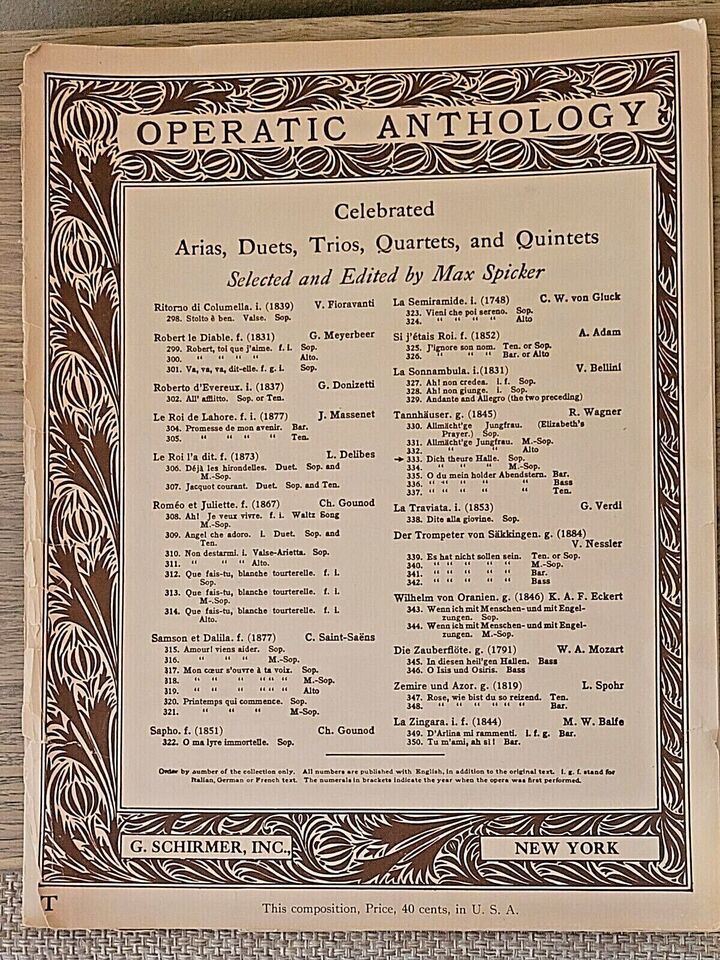 OPERATIC ANTHOLOGY
Celebrated
Arias, Duets, Trios, Quartets, and Quintets
Selected and Edited by Max Spicker
Ritorno di Columella. i. (1839) V. Fioravanti
298. Stolto è ben. Valse. Sop.
Robert le Diable. f. (1831) G. Meyerbeer
299. Robert, toi que j'aime. f. i. Sop.
300. " " " " Alto.
301. Va, va, va, dit-elle. f. g. i. Sop.
Roberto d'Evereux. i. (1837) G. Donizetti
302. All' afflitto. Sop. or Ten.
Le Roi de Lahore. f. i. (1877) J. Massenet
304. Promesse de mon avenir. Bar.
305. " " " " Ten.
Le Roi l'a dit. f. (1873) L. Delibes
306. Déjà les hirondelles. Duet. Sop. and
M.-Sop.
307. Jacquot courant. Duet. Sop. and Ten.
Roméo et Juliette. f. (1867) Ch. Gounod
308. Ah! Je veux vivre. f. i. Waltz Song
M.-Sop.
309. Angel che adoro. i. Duet. Sop. and
Ten.
310. Non destarmi. i. Valse-Arietta. Sop.
311. " " " " Alto.
312. Que fais-tu, blanche tourterelle. f. i.
Sop.
313. Que fais-tu, blanche tourterelle. f. i.
M.-Sop.
314. Que fais-tu, blanche tourterelle. f. i.
Alto.
Samson et Dalila. f. (1877) C. Saint-Saëns
315. Amour! viens aider. Sop.
316. " " " M.-Sop.
317. Mon cœur s'ouvre à ta voix. Sop.
318. " " " " " " M.-Sop.
319. " " " " " " Alto
320. Printemps qui commence. Sop.
321. " " " M-Sop.
Sapho. f. (1851) Ch. Gounod
322. O ma lyre immortelle. Sop.
La Semiramide. i. (1748) C. W. von Gluck
323. Vieni che poi sereno. Sop.
324. " " " " Alto
Si j'étais Roi. f. (1852) A. Adam
325. J'ignore son nom. Ten. or Sop.
326. " " " Bar. or Alto
La Sonnambula. i.(1831) V. Bellini
327. Ah! non credea. i. f. Sop.
328. Ah! non giunge. i. Sop.
329. Andante and Allegro (the two preceding)
Tannhäuser. g. (1845) R. Wagner
330. Allmächt'ge Jungfrau. (Elizabeth's
Prayer.) Sop.
331. Allmächt'ge Jungfrau. M.-Sop.
332. " " Alto
→ 333. Dich theure Halle. Sop.
334. " " " M.-Sop.
335. O du mein holder Abendstern. Bar.
336. " " " " " Bass
337. " " " " " Ten.
La Traviata. i. (1853) G. Verdi
338. Dite alla giovine. Sop.
Der Trompeter von Säkkingen. g. (1884)
V. Nessler
339. Es hat nicht sollen sein. Ten. or Sop.
340. " " " " " M.-Sop.
341. " " " " " Bar.
342. " " " " " Bass
Wilhelm von Oranien. g. (1846) K. A. F. Eckert
343. Wenn ich mit Menschen- und mit Engel-
zungen. Sop.
344. Wenn ich mit Menschen- und mit Engel-
zungen. M.-Sop.
Die Zauberflöte. g. (1791) W. A. Mozart
345. In diesen heil'gen Hallen. Bass
346. O Isis und Osiris. Bass
Zemire und Azor. g. (1819) L. Spohr
347. Rose, wie bist du so reizend. Ten.
348. " " " " " " Bar.
La Zingara. i. f. (1844) M. W. Balfe
349. D'Arlina mi rammenti. i. f. g. Bar.
350. Tu m'ami, ah si! Bar.
Order by number of the collection only. All numbers are published with English, in addition to the original text. i. g. f. stand for
Italian, German or French text. The numerals in brackets indicate the year when the opera was first performed.
G. SCHIRMER, INC., NEW YORK
T
This composition, Price, 40 cents, in U. S. A.